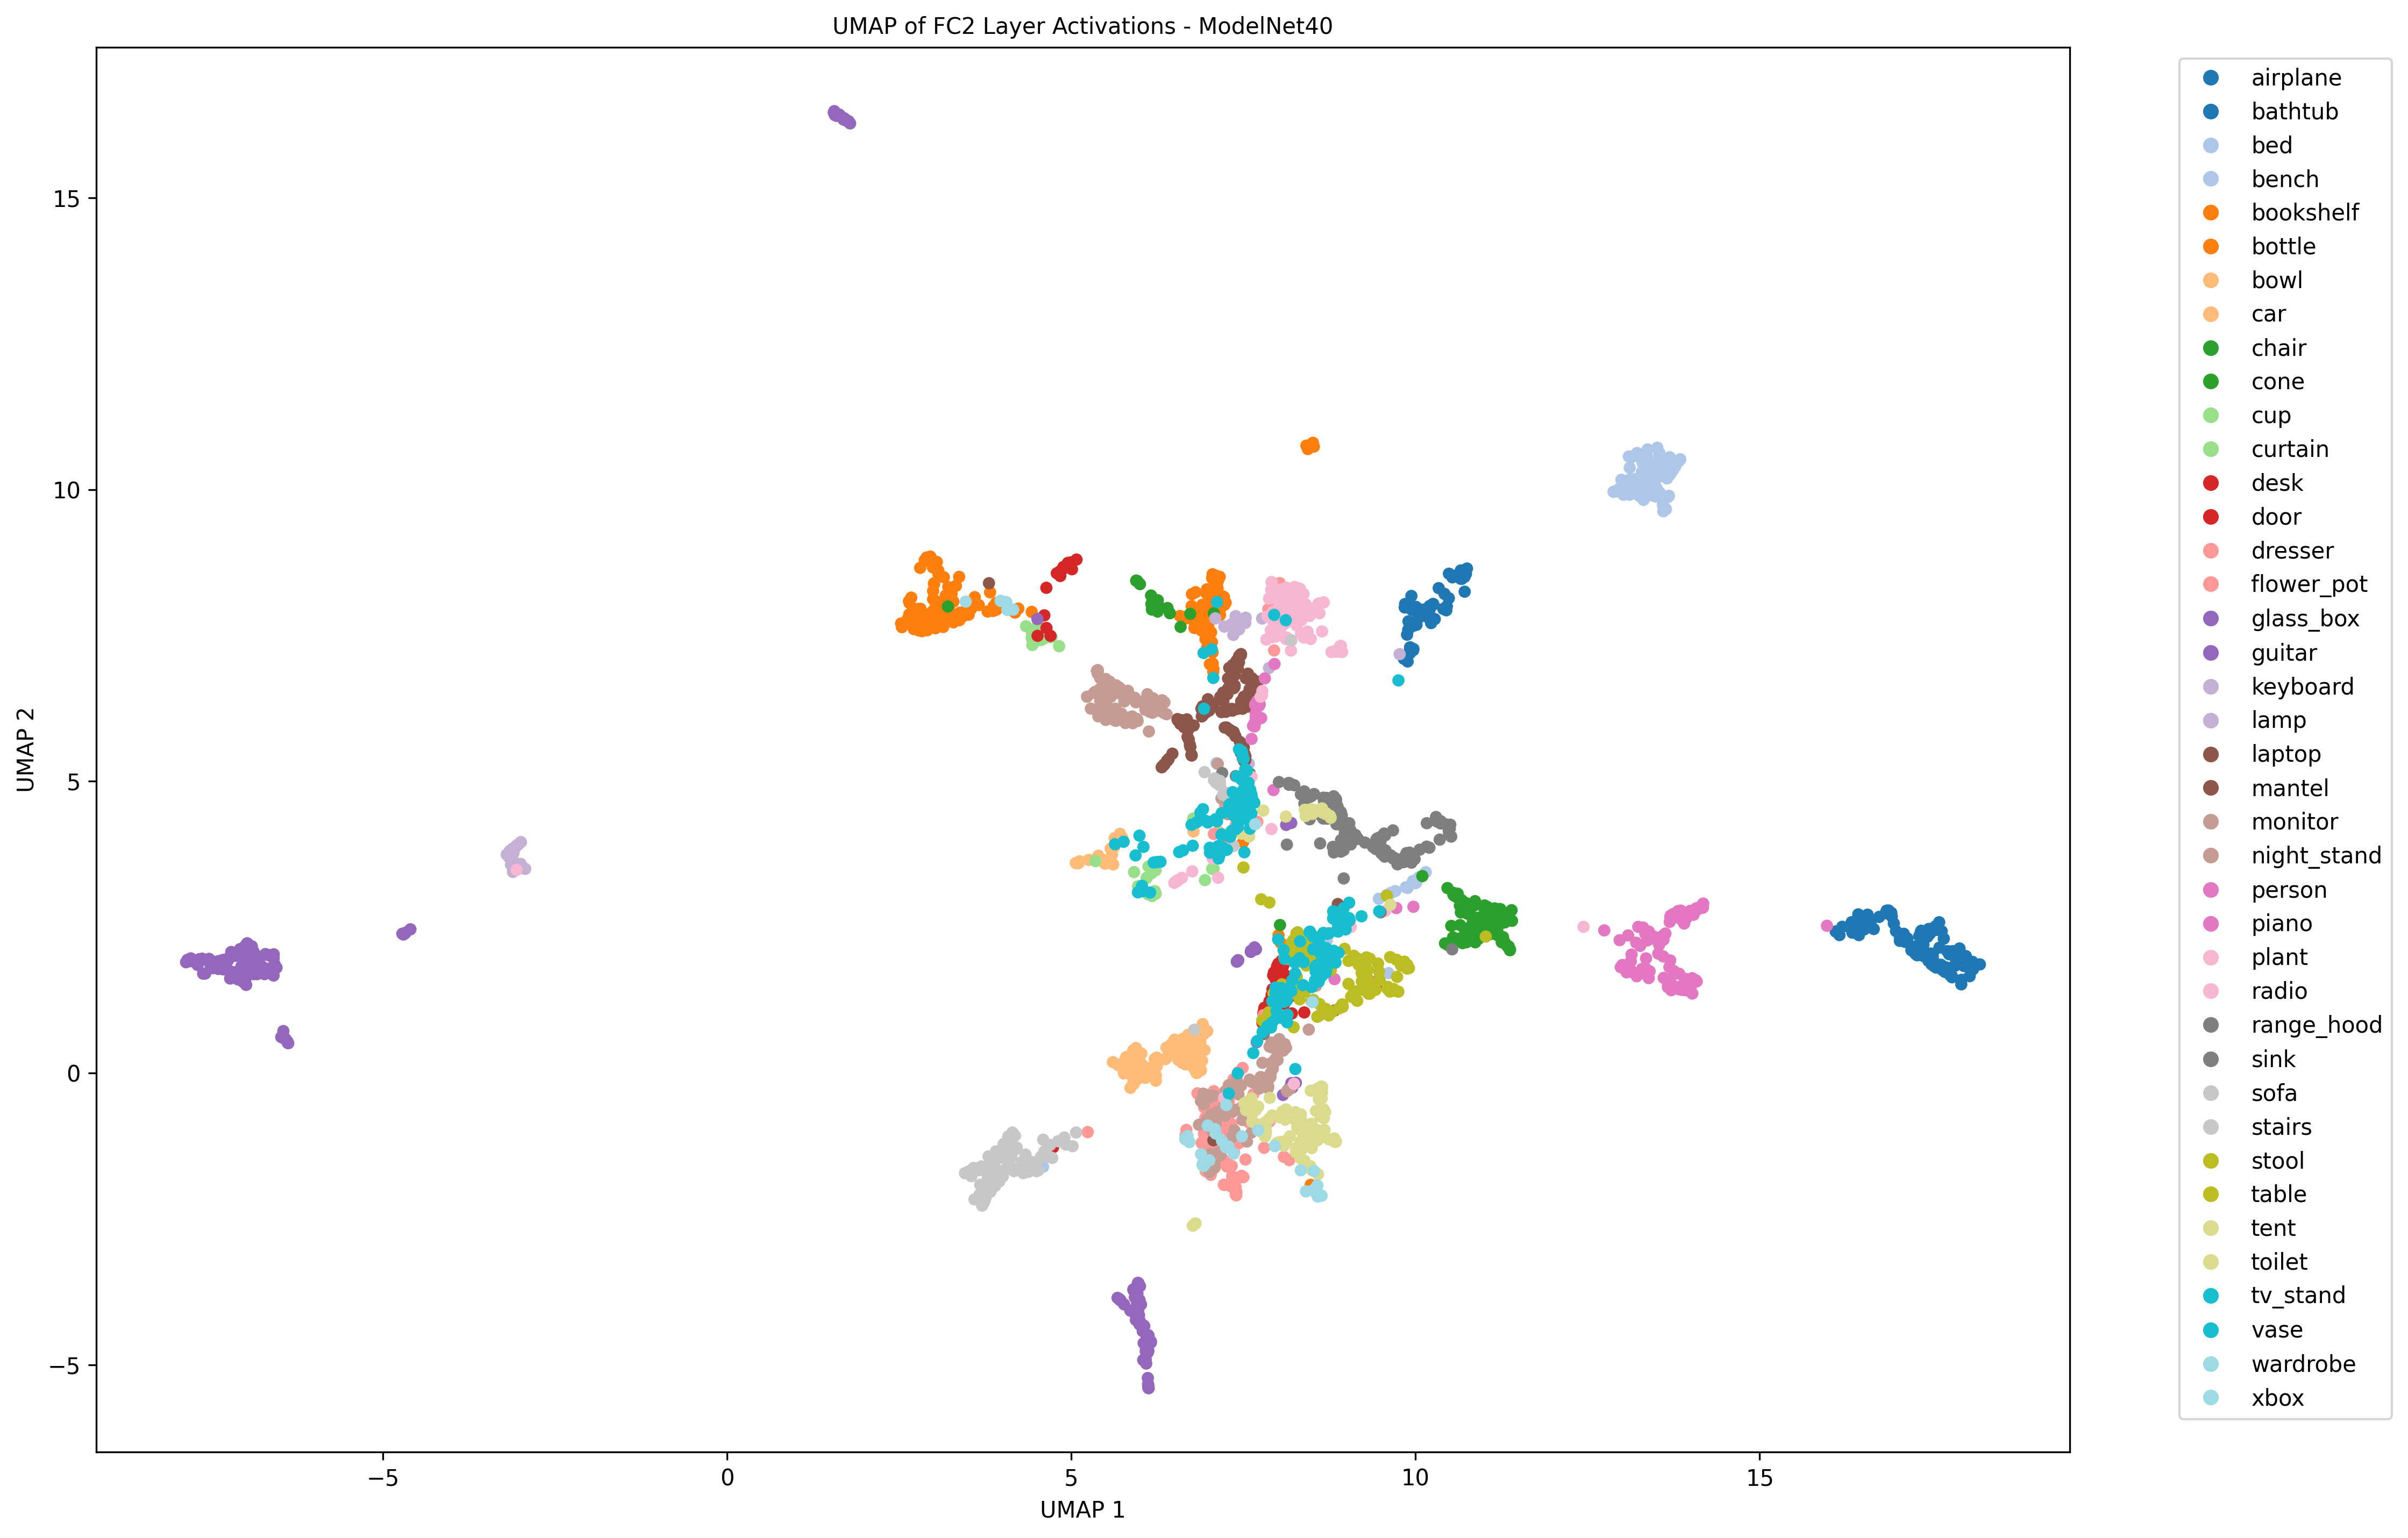 UMAP of FC2 Layer Activations - ModelNet40
15
10
5
0
−5
UMAP 2
−5
0
5
10
15
UMAP 1
airplane
bathtub
bed
bench
bookshelf
bottle
bowl
car
chair
cone
cup
curtain
desk
door
dresser
flower_pot
glass_box
guitar
keyboard
lamp
laptop
mantel
monitor
night_stand
person
piano
plant
radio
range_hood
sink
sofa
stairs
stool
table
tent
toilet
tv_stand
vase
wardrobe
xbox